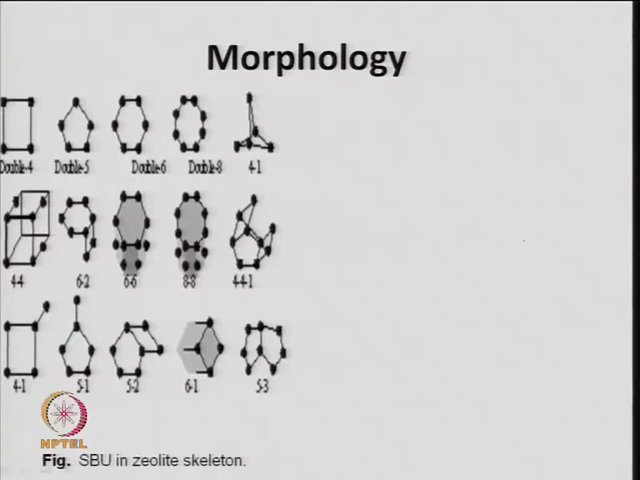 Morphology
Double-4 Double-5 Double-6 Double-8 4-1
4-4 6-2 6-6 8-8 4-4-1
4-1 5-1 5-2 6-1 5-3
NPTEL
Fig. SBU in zeolite skeleton.